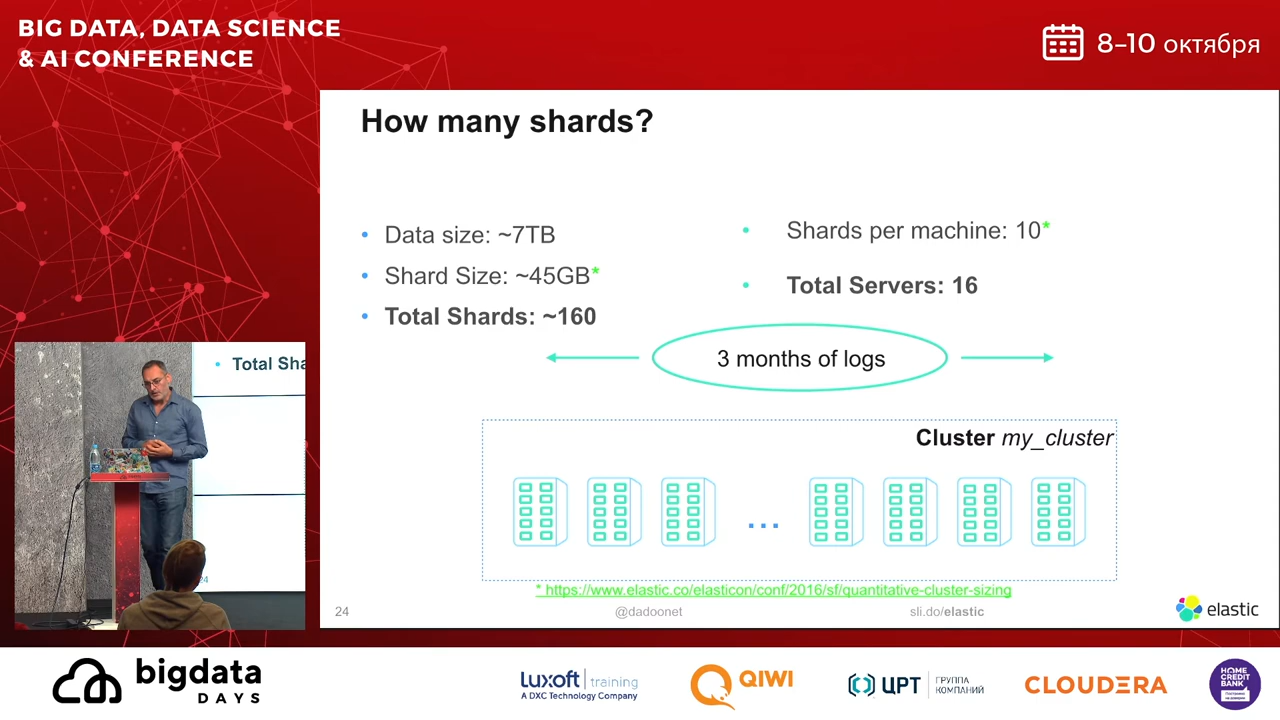 BIG DATA, DATA SCIENCE
& AI CONFERENCE
8–10 октября
How many shards?
• Data size: ~7TB
• Shard Size: ~45GB*
• Total Shards: ~160
• Shards per machine: 10*
• Total Servers: 16
3 months of logs
Cluster my_cluster
...
* https://www.elastic.co/elasticon/conf/2016/sf/quantitative-cluster-sizing
24
@dadoonet
sli.do/elastic
elastic
• Total Sha
24
bigdata
DAYS
Luxoft training
A DXC Technology Company
QIWI
ЦРТ ГРУППА
КОМПАНИЙ
CLOUDERA
HOME
CREDIT
BANK